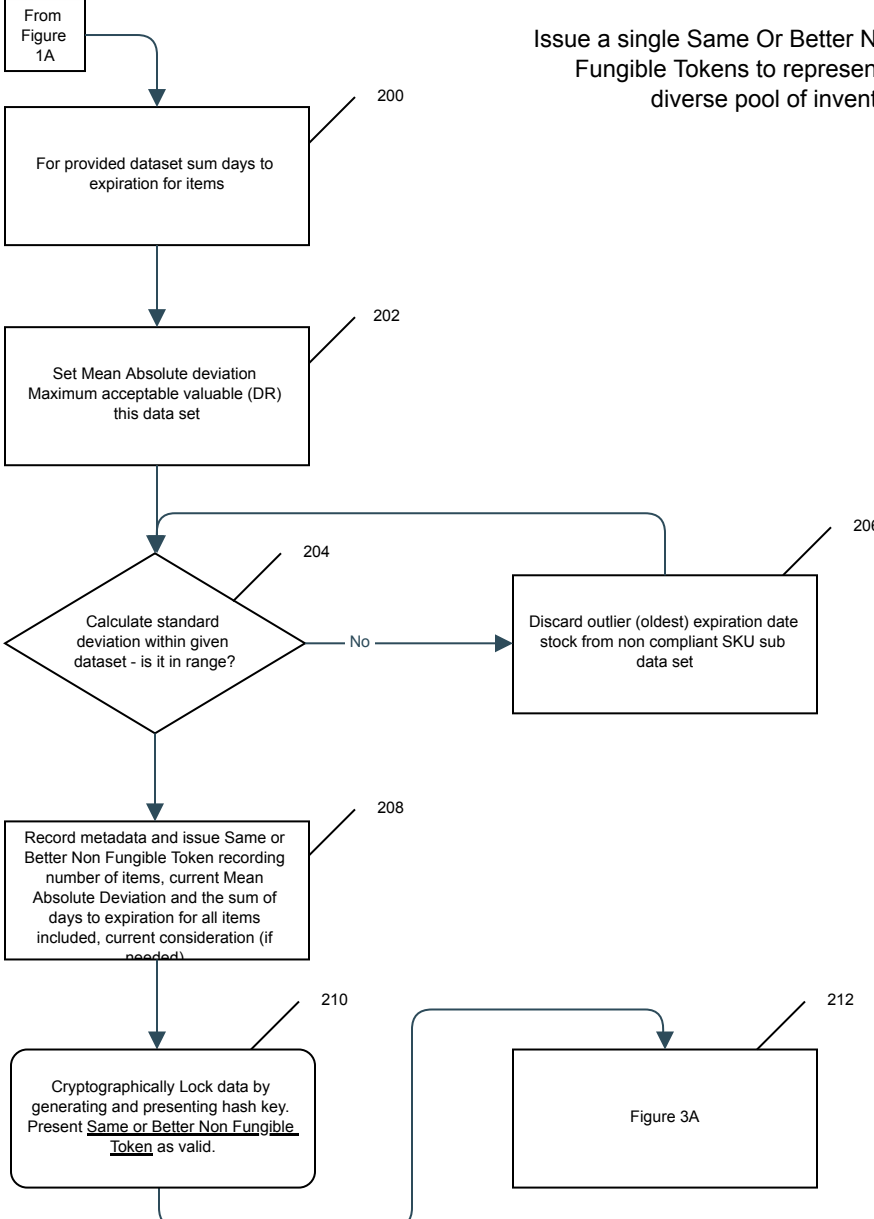 From
Figure
1A
Issue a single Same Or Better N
Fungible Tokens to represen
diverse pool of invent
200
For provided dataset sum days to
expiration for items
202
Set Mean Absolute deviation
Maximum acceptable valuable (DR)
this data set
204
206
Calculate standard
deviation within given
dataset - is it in range?
No
Discard outlier (oldest) expiration date
stock from non compliant SKU sub
data set
208
Record metadata and issue Same or
Better Non Fungible Token recording
number of items, current Mean
Absolute Deviation and the sum of
days to expiration for all items
included, current consideration (if
needed)
210
212
Cryptographically Lock data by
generating and presenting hash key.
Present Same or Better Non Fungible
Token as valid.
Figure 3A